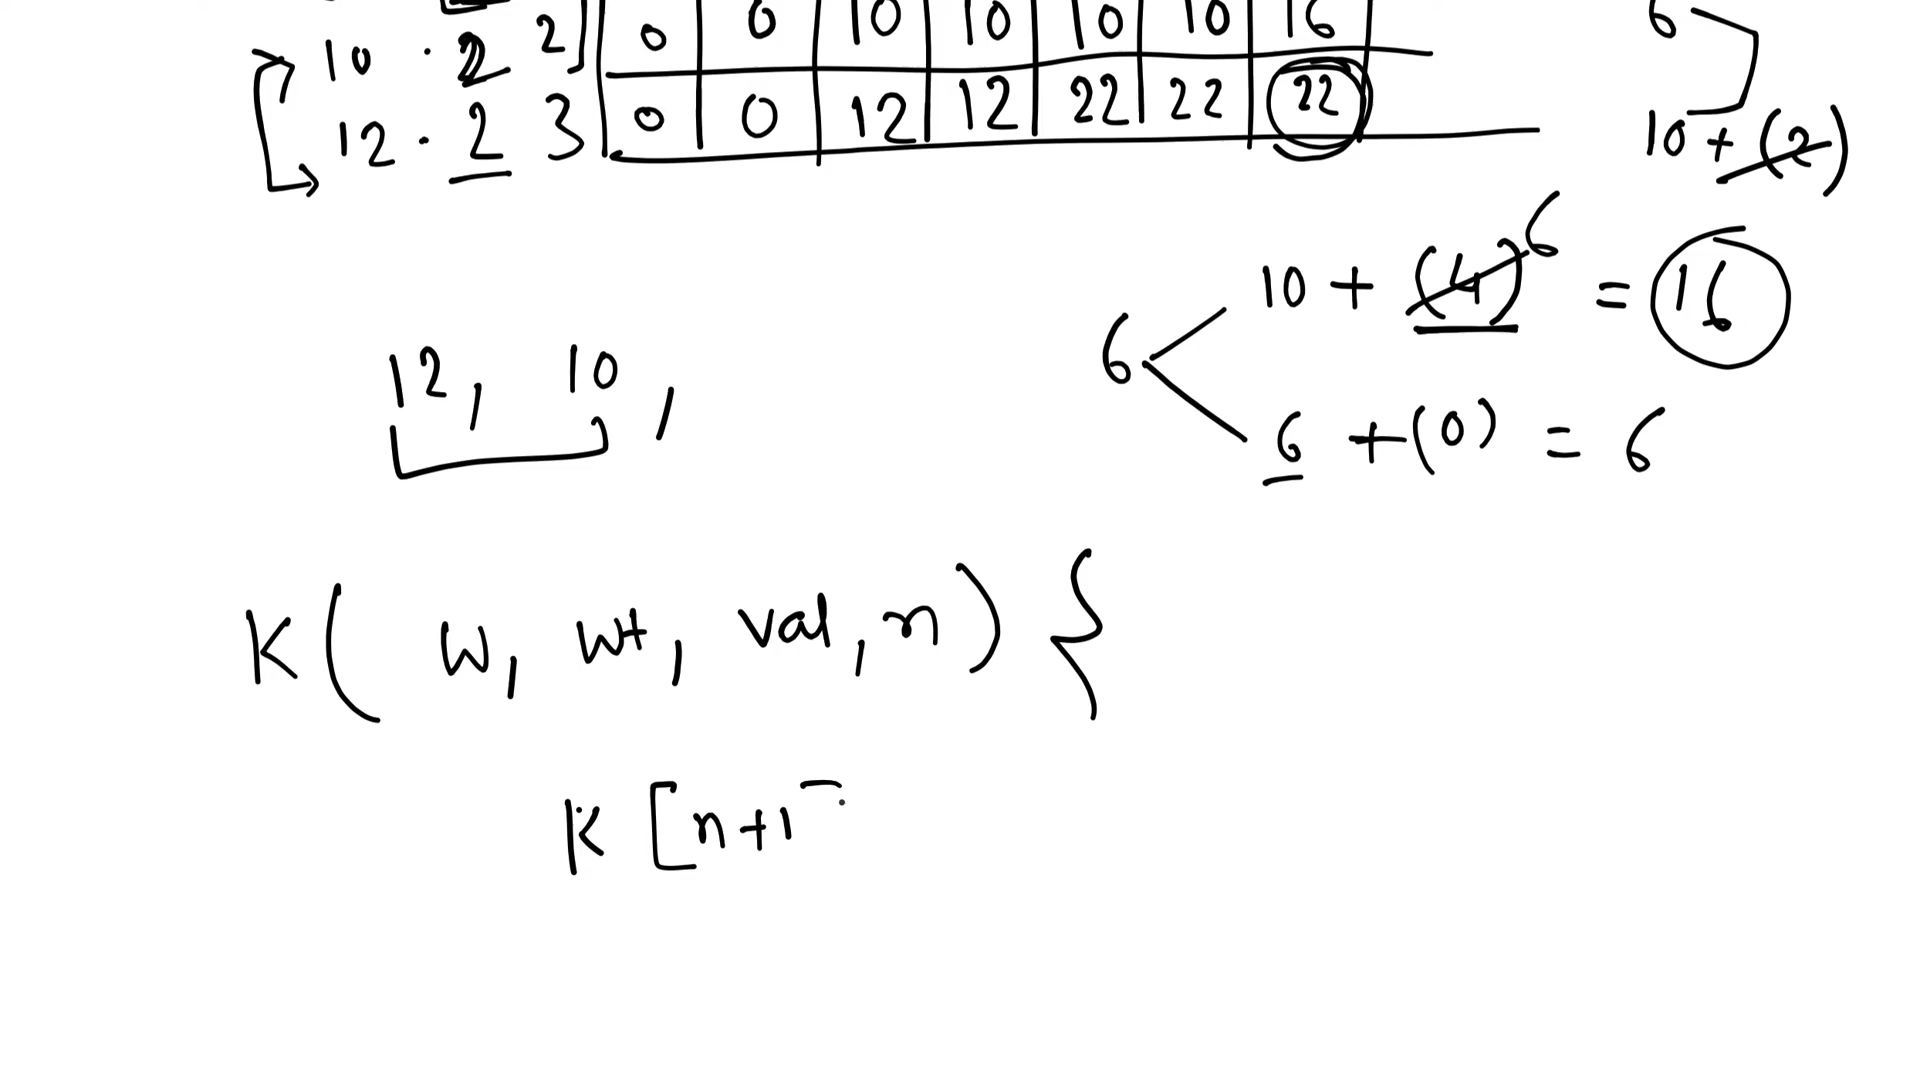 10 · 2 2 0 0 10 10 10 10 16 6
12 · 2 3 0 0 12 12 22 22 22 10 + (2)
10 + (4) 6 = 16
12, 10, 6
6 + (0) = 6
K( W, wt, val, n) {
K [n+1